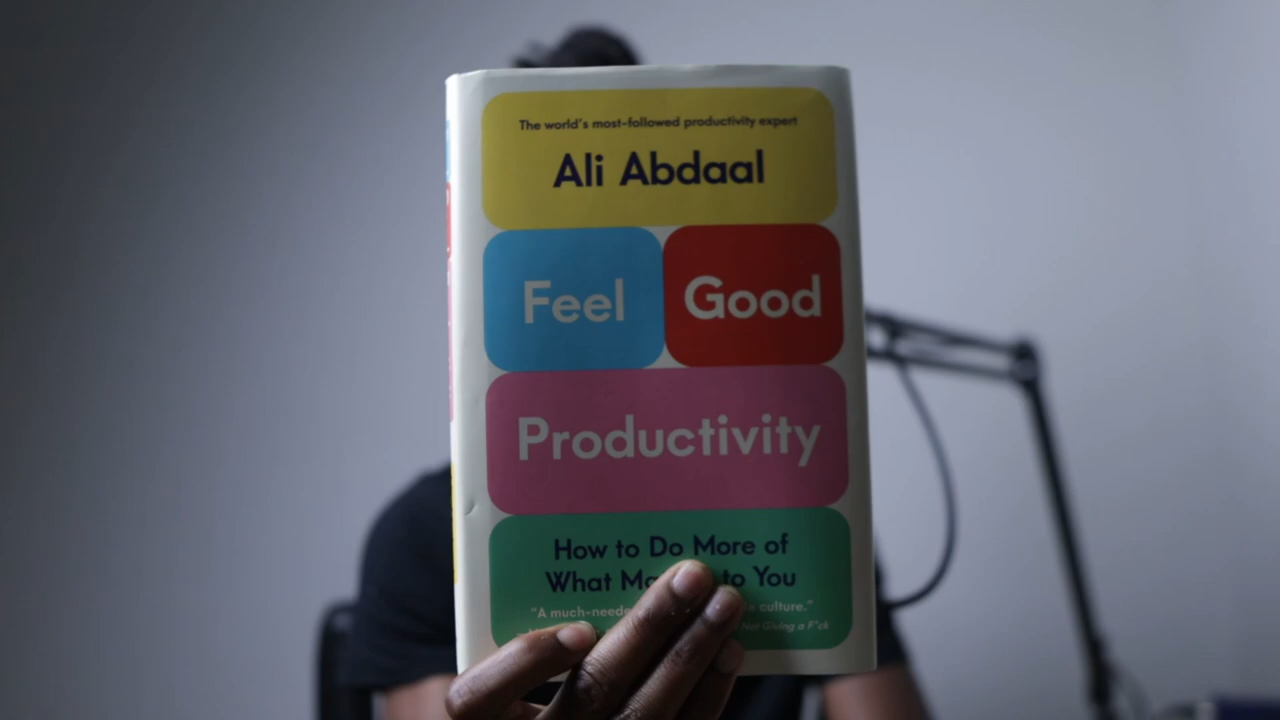 The world's most-followed productivity expert
Ali Abdaal
Feel Good
Productivity
How to Do More of
What Ma to You
"A much-neede le culture."
Not Giving a F*ck